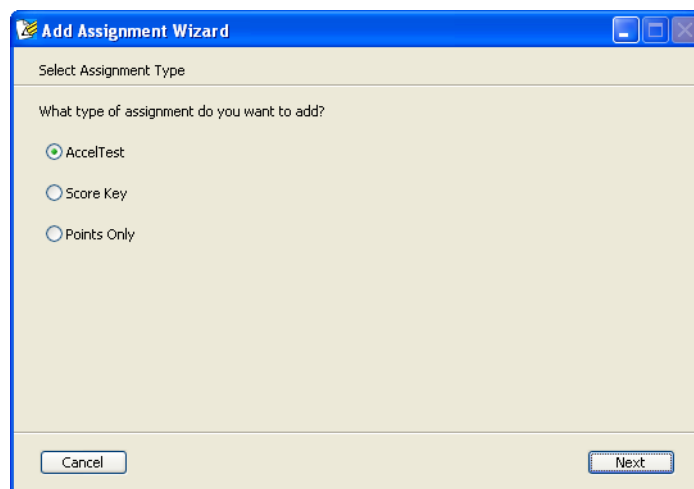 Add Assignment Wizard
Select Assignment Type
What type of assignment do you want to add?
AccelTest
Score Key
Points Only
Cancel Next